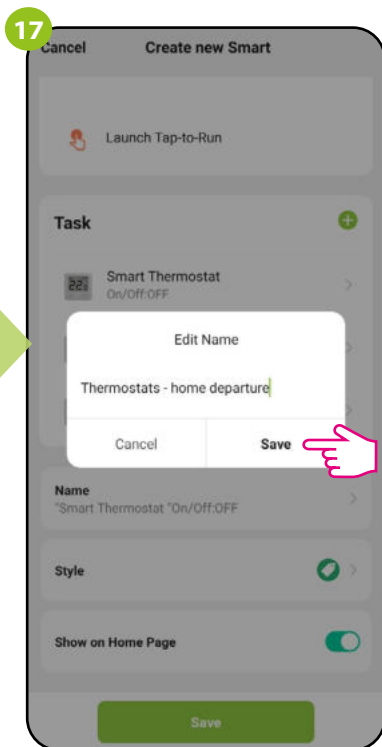 17
Cancel Create new Smart
Launch Tap-to-Run
Task
22
Smart Thermostat
On/Off:OFF
Edit Name
Thermostats - home departure
Cancel Save
Name
"Smart Thermostat "On/Off:OFF
Style
Show on Home Page
Save